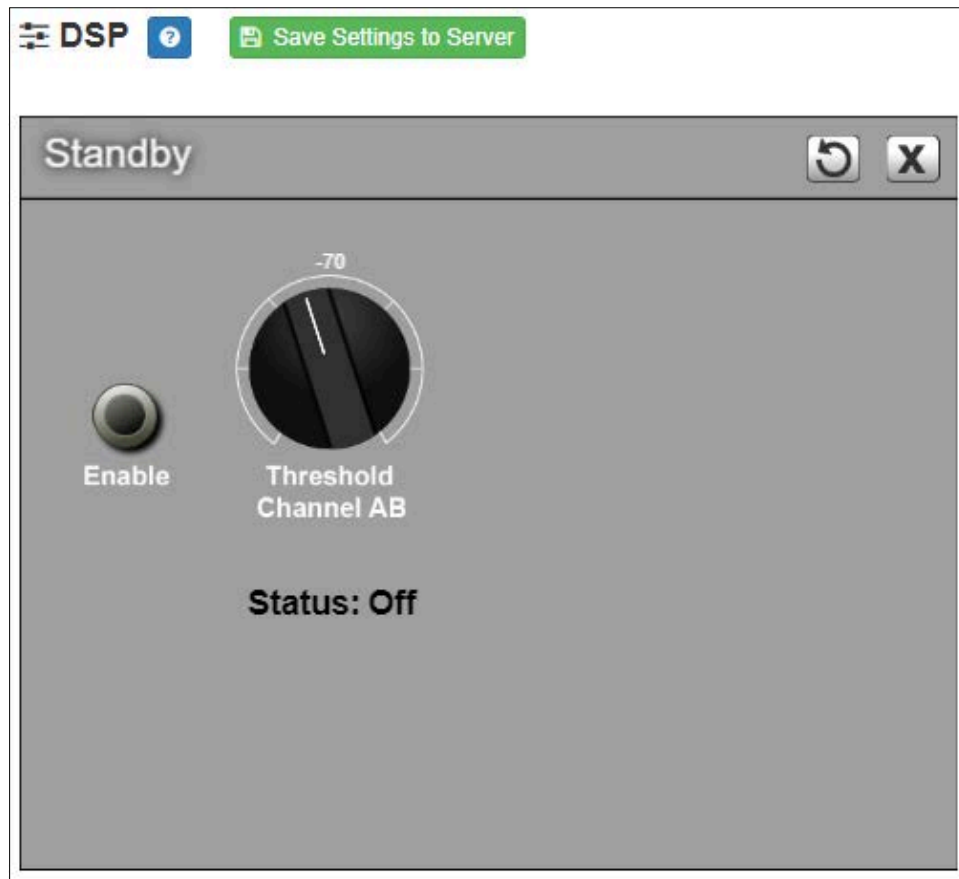 DSP ? Save Settings to Server
Standby X
-70
Enable
Threshold
Channel AB
Status: Off